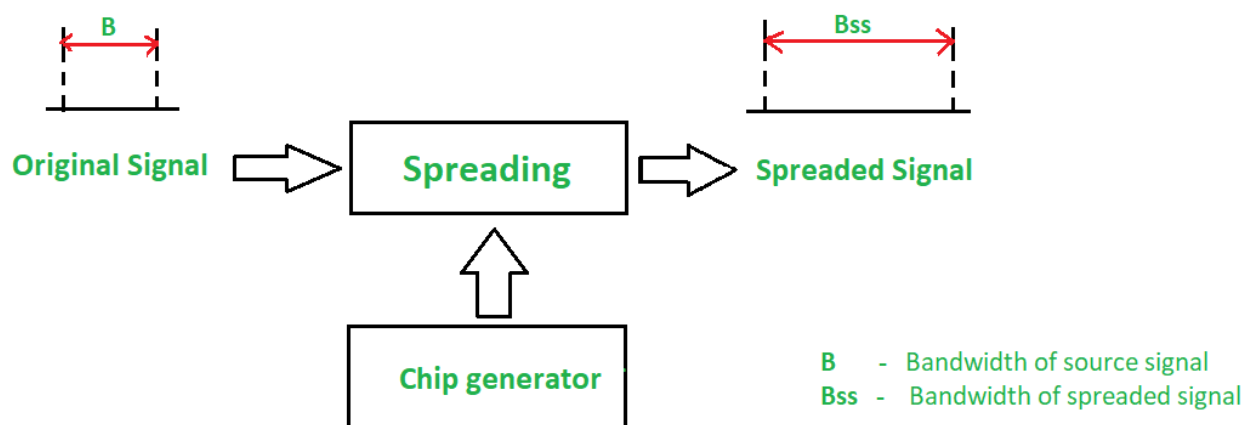 B
Bss
Original Signal
Spreading
Spreaded Signal
Chip generator
B - Bandwidth of source signal
Bss - Bandwidth of spreaded signal